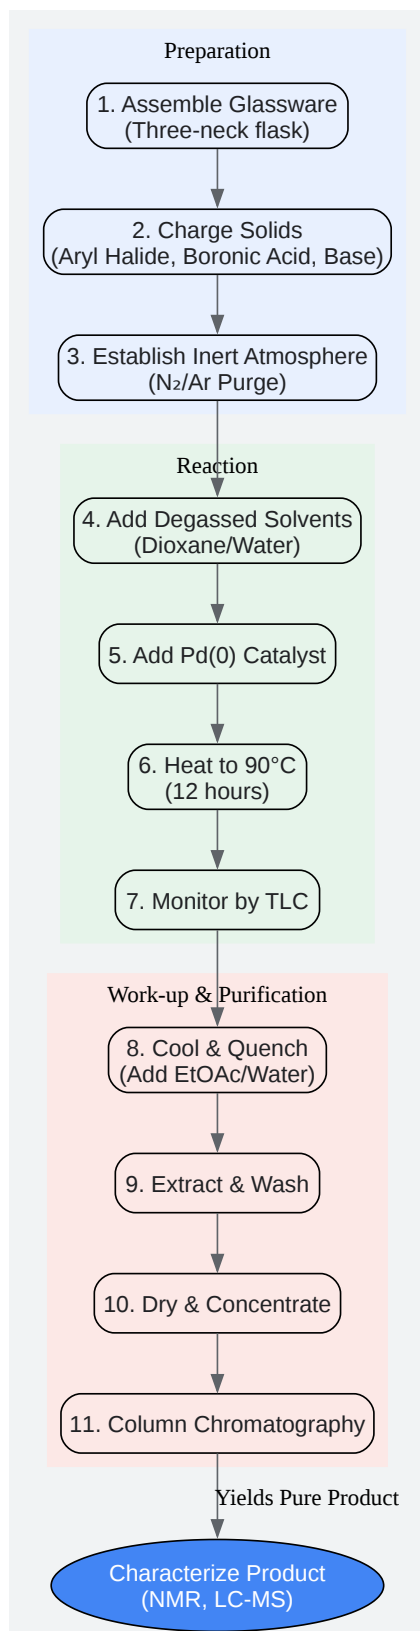 Preparation
1. Assemble Glassware
(Three-neck flask)
2. Charge Solids
(Aryl Halide, Boronic Acid, Base)
3. Establish Inert Atmosphere
(N₂/Ar Purge)
Reaction
4. Add Degassed Solvents
(Dioxane/Water)
5. Add Pd(0) Catalyst
6. Heat to 90°C
(12 hours)
7. Monitor by TLC
Work-up & Purification
8. Cool & Quench
(Add EtOAc/Water)
9. Extract & Wash
10. Dry & Concentrate
11. Column Chromatography
Yields Pure Product
Characterize Product
(NMR, LC-MS)